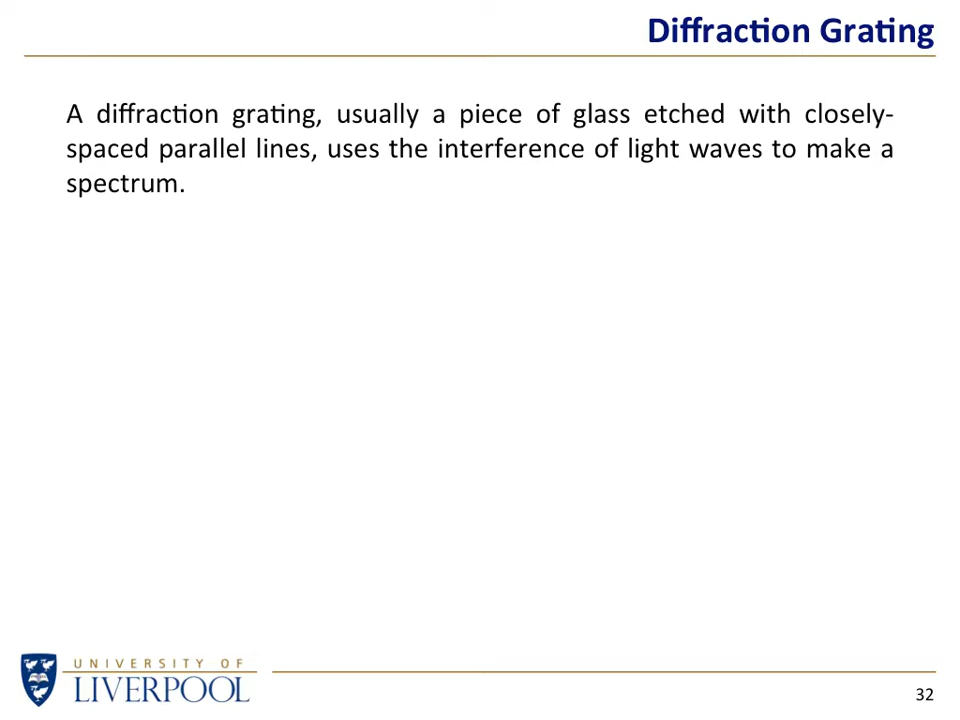 Diffraction Grating
A diffraction grating, usually a piece of glass etched with closely-
spaced parallel lines, uses the interference of light waves to make a
spectrum.
UNIVERSITY OF
LIVERPOOL
32